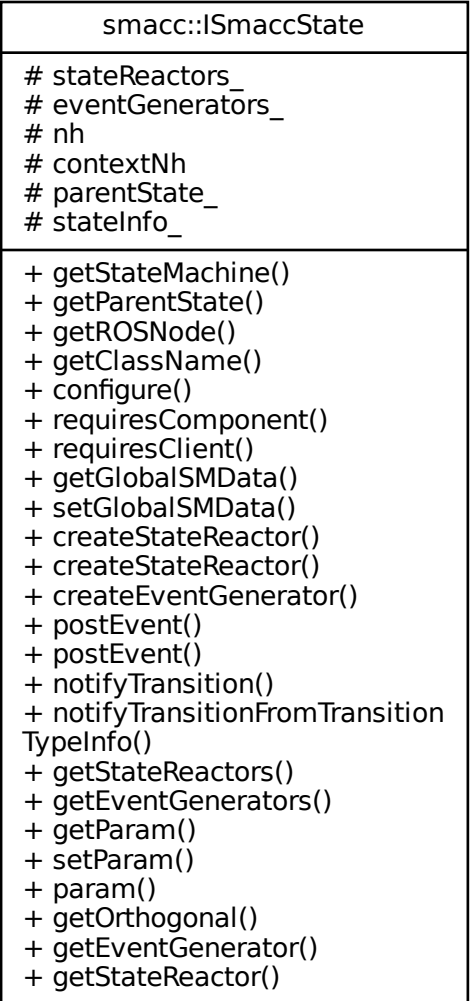 smacc::ISmaccState
# stateReactors_
# eventGenerators_
# nh
# contextNh
# parentState_
# stateInfo_
+ getStateMachine()
+ getParentState()
+ getROSNode()
+ getClassName()
+ configure()
+ requiresComponent()
+ requiresClient()
+ getGlobalSMData()
+ setGlobalSMData()
+ createStateReactor()
+ createStateReactor()
+ createEventGenerator()
+ postEvent()
+ postEvent()
+ notifyTransition()
+ notifyTransitionFromTransition
TypeInfo()
+ getStateReactors()
+ getEventGenerators()
+ getParam()
+ setParam()
+ param()
+ getOrthogonal()
+ getEventGenerator()
+ getStateReactor()